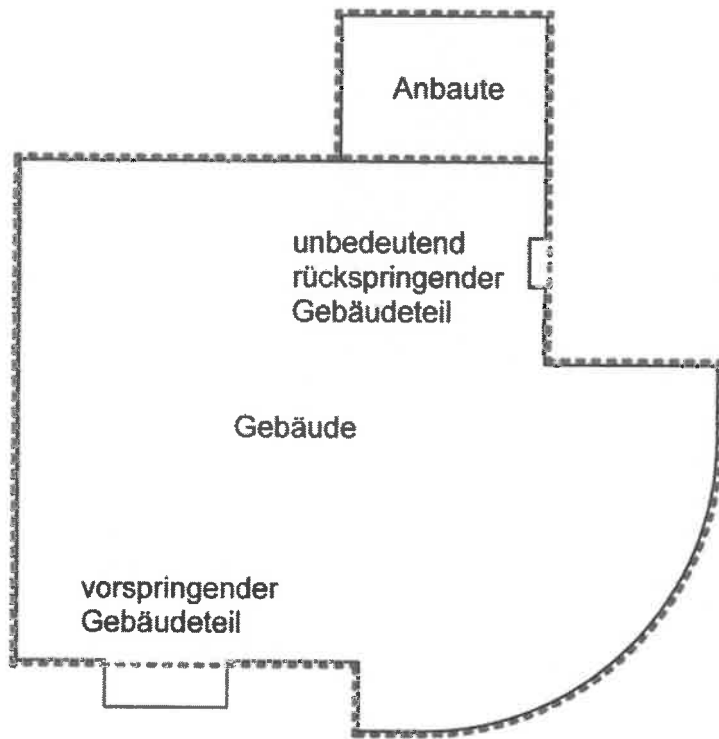 Anbaute
unbedeutend
rückspringender
Gebäudeteil
Gebäude
vorspringender
Gebäudeteil